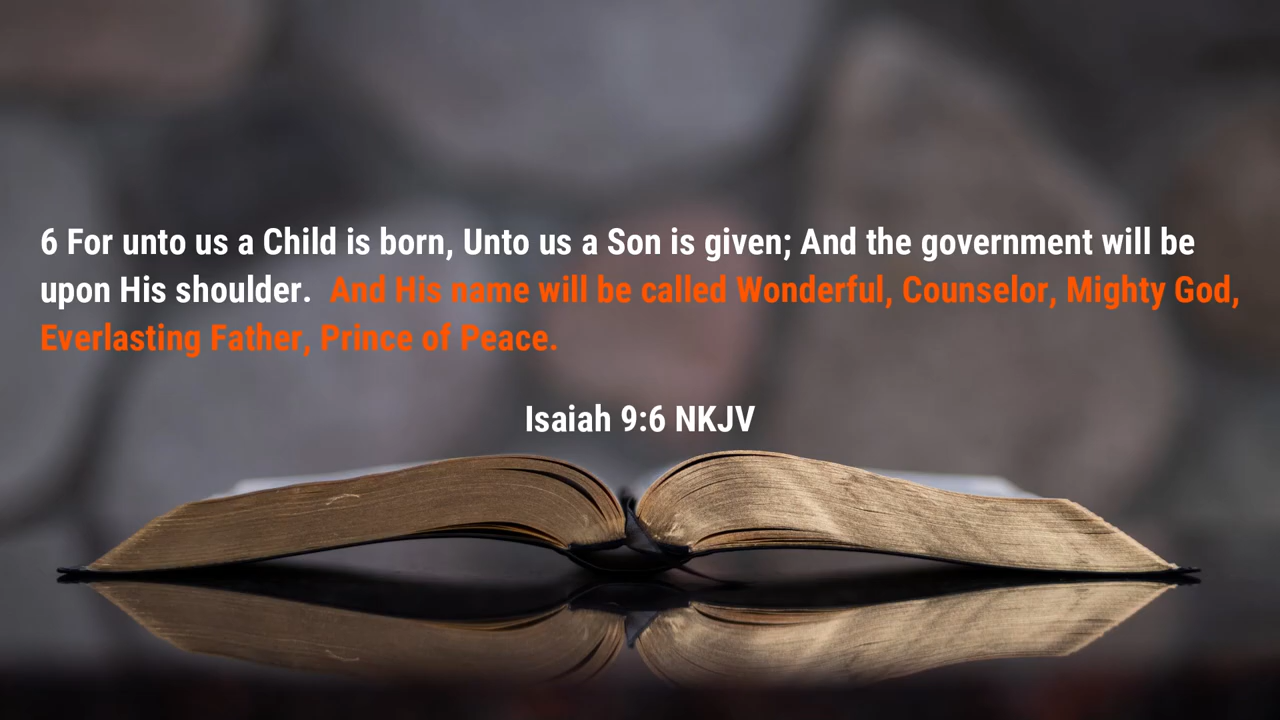 6 For unto us a Child is born, Unto us a Son is given; And the government will be
upon His shoulder.  And His name will be called Wonderful, Counselor, Mighty God,
Everlasting Father, Prince of Peace.
Isaiah 9:6 NKJV